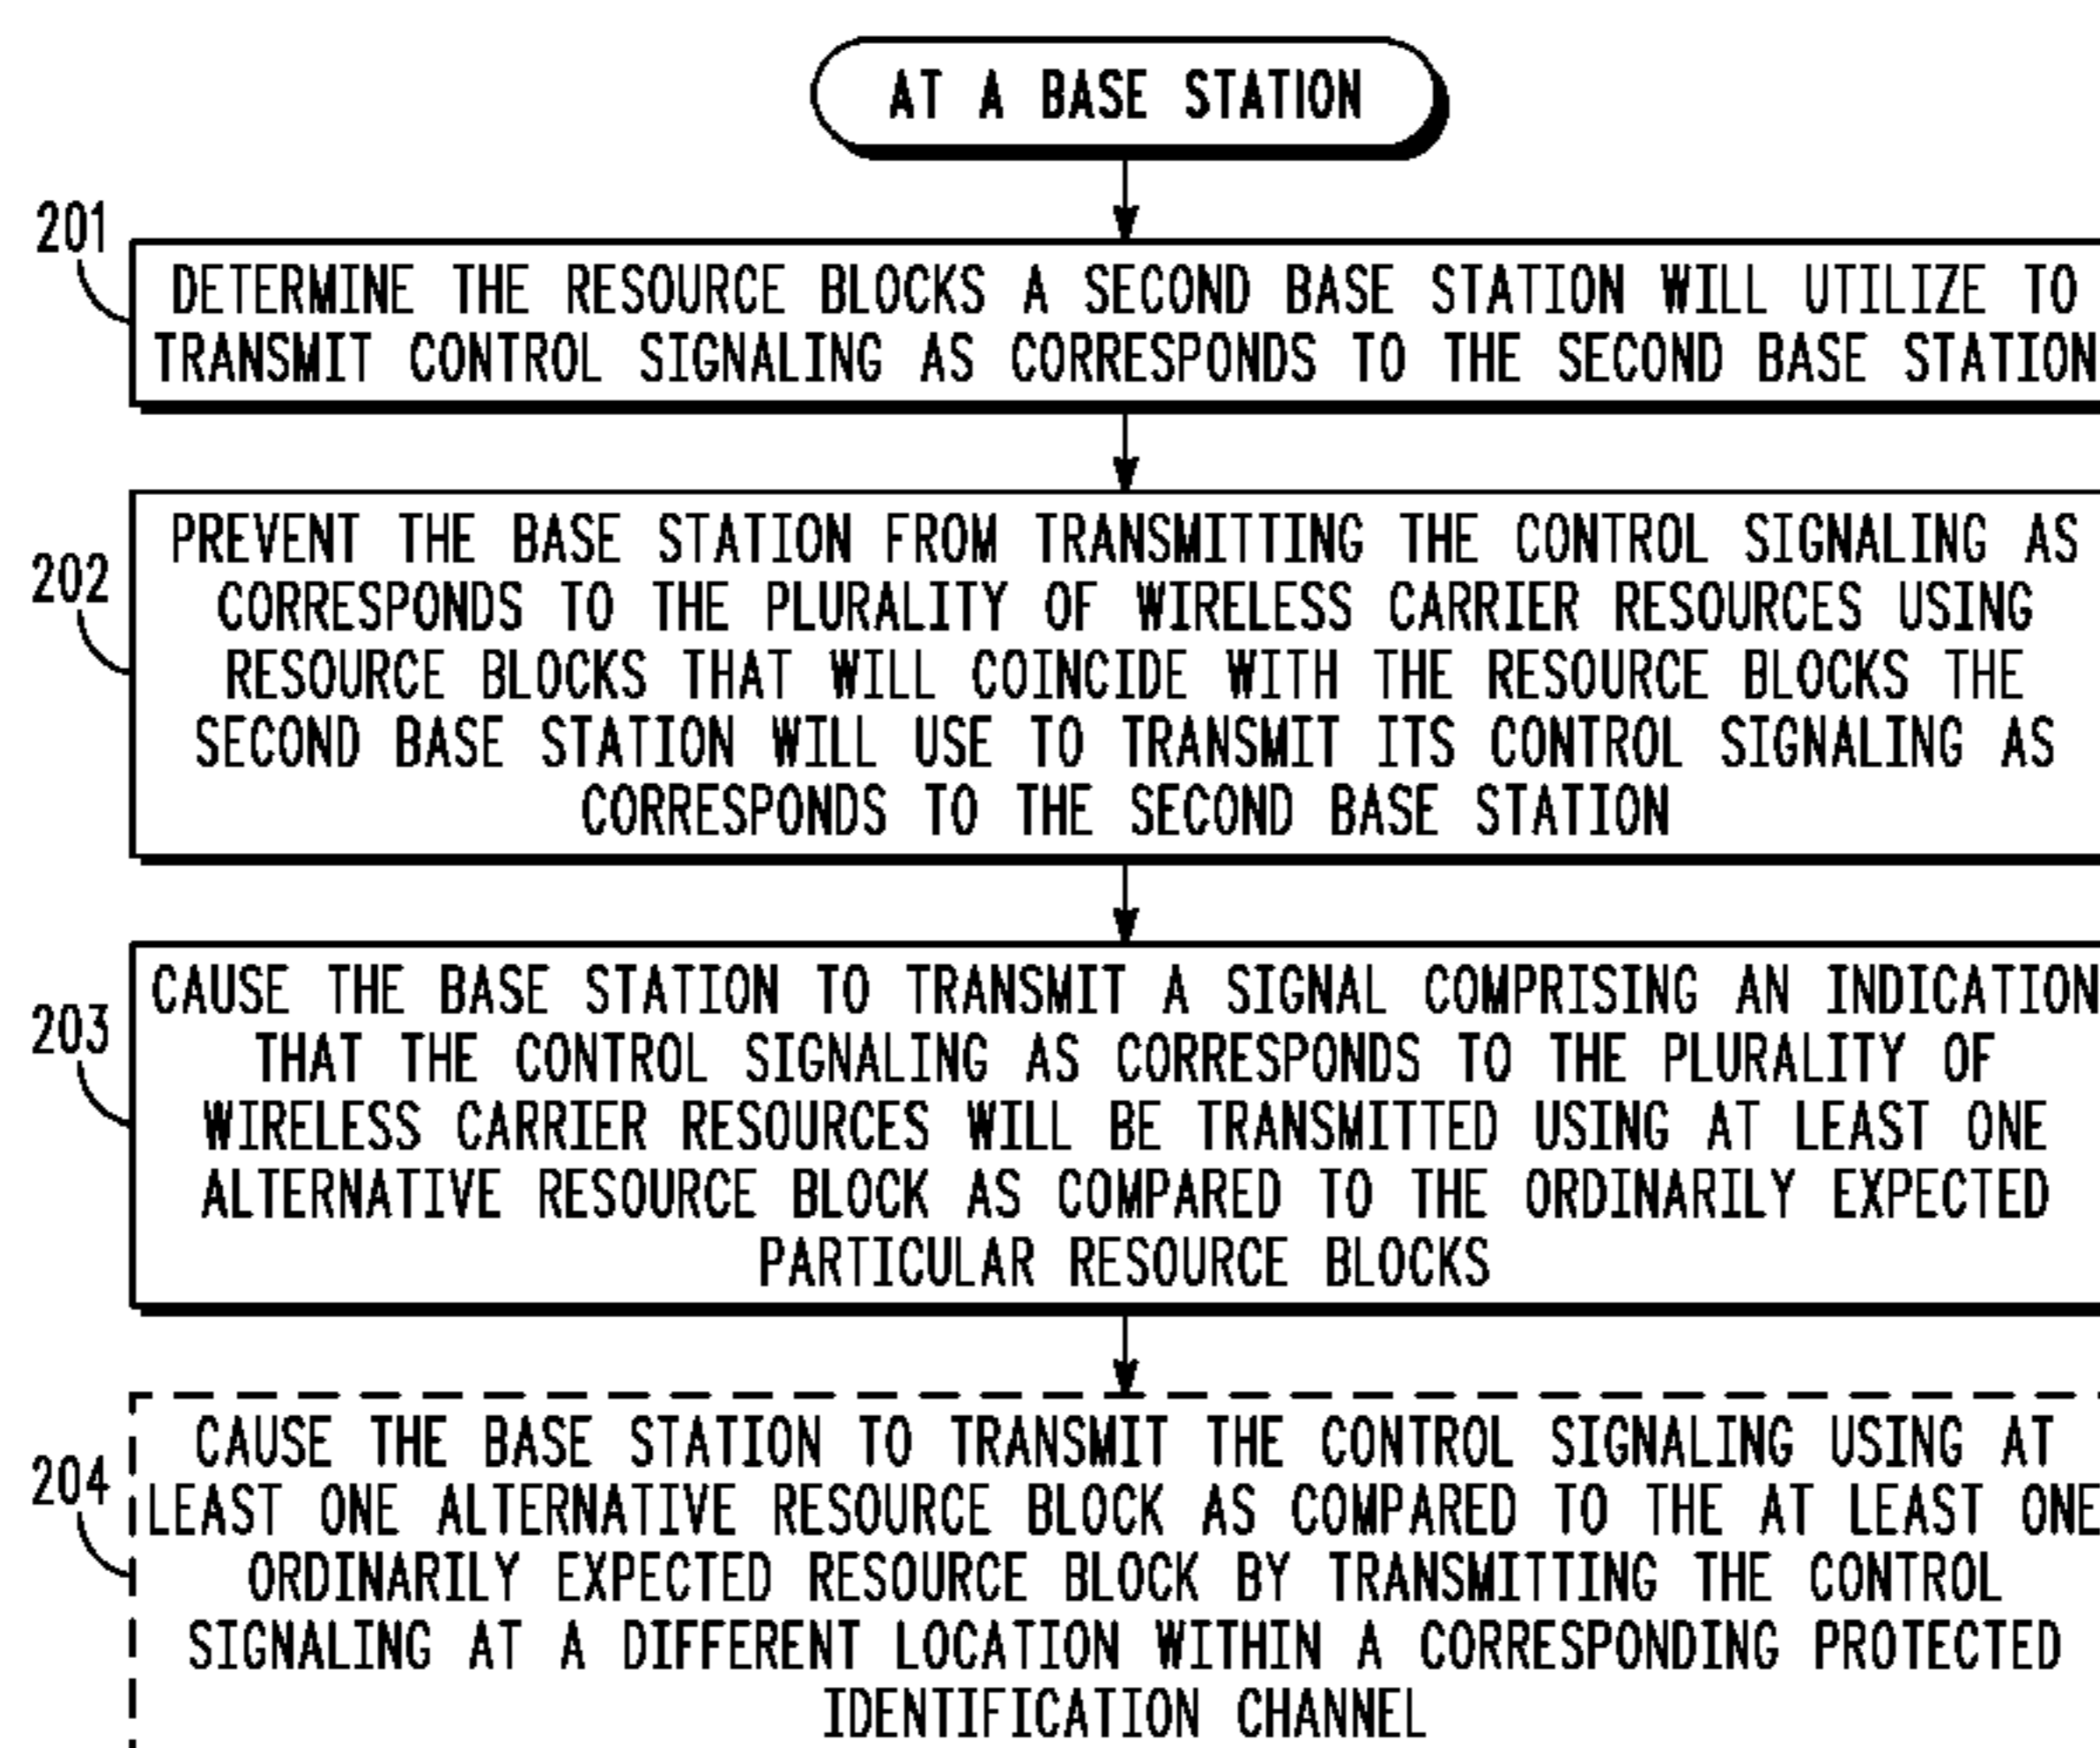 AT A BASE STATION
201
DETERMINE THE RESOURCE BLOCKS A SECOND BASE STATION WILL UTILIZE TO
TRANSMIT CONTROL SIGNALING AS CORRESPONDS TO THE SECOND BASE STATION
202
PREVENT THE BASE STATION FROM TRANSMITTING THE CONTROL SIGNALING AS
CORRESPONDS TO THE PLURALITY OF WIRELESS CARRIER RESOURCES USING
RESOURCE BLOCKS THAT WILL COINCIDE WITH THE RESOURCE BLOCKS THE
SECOND BASE STATION WILL USE TO TRANSMIT ITS CONTROL SIGNALING AS
CORRESPONDS TO THE SECOND BASE STATION
203
CAUSE THE BASE STATION TO TRANSMIT A SIGNAL COMPRISING AN INDICATION
THAT THE CONTROL SIGNALING AS CORRESPONDS TO THE PLURALITY OF
WIRELESS CARRIER RESOURCES WILL BE TRANSMITTED USING AT LEAST ONE
ALTERNATIVE RESOURCE BLOCK AS COMPARED TO THE ORDINARILY EXPECTED
PARTICULAR RESOURCE BLOCKS
204
CAUSE THE BASE STATION TO TRANSMIT THE CONTROL SIGNALING USING AT
LEAST ONE ALTERNATIVE RESOURCE BLOCK AS COMPARED TO THE AT LEAST ONE
ORDINARILY EXPECTED RESOURCE BLOCK BY TRANSMITTING THE CONTROL
SIGNALING AT A DIFFERENT LOCATION WITHIN A CORRESPONDING PROTECTED
IDENTIFICATION CHANNEL